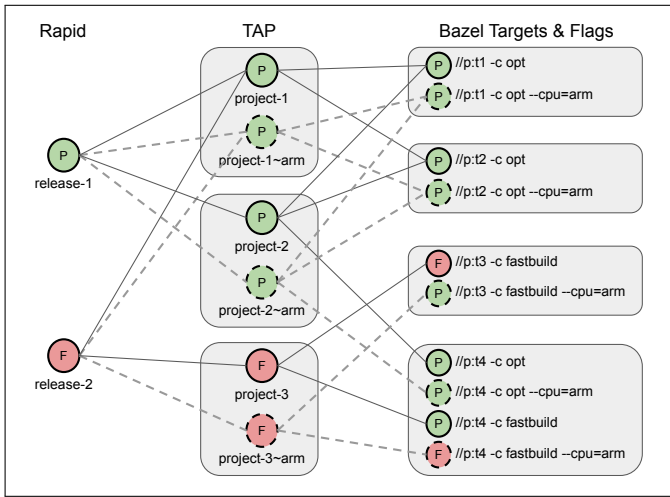 Rapid
TAP
Bazel Targets & Flags
P
release-1
F
release-2
P
project-1
P
project-1~arm
P
project-2
P
project-2~arm
F
project-3
F
project-3~arm
P //p:t1 -c opt
P //p:t1 -c opt --cpu=arm
P //p:t2 -c opt
P //p:t2 -c opt --cpu=arm
F //p:t3 -c fastbuild
P //p:t3 -c fastbuild --cpu=arm
P //p:t4 -c opt
P //p:t4 -c opt --cpu=arm
P //p:t4 -c fastbuild
F //p:t4 -c fastbuild --cpu=arm